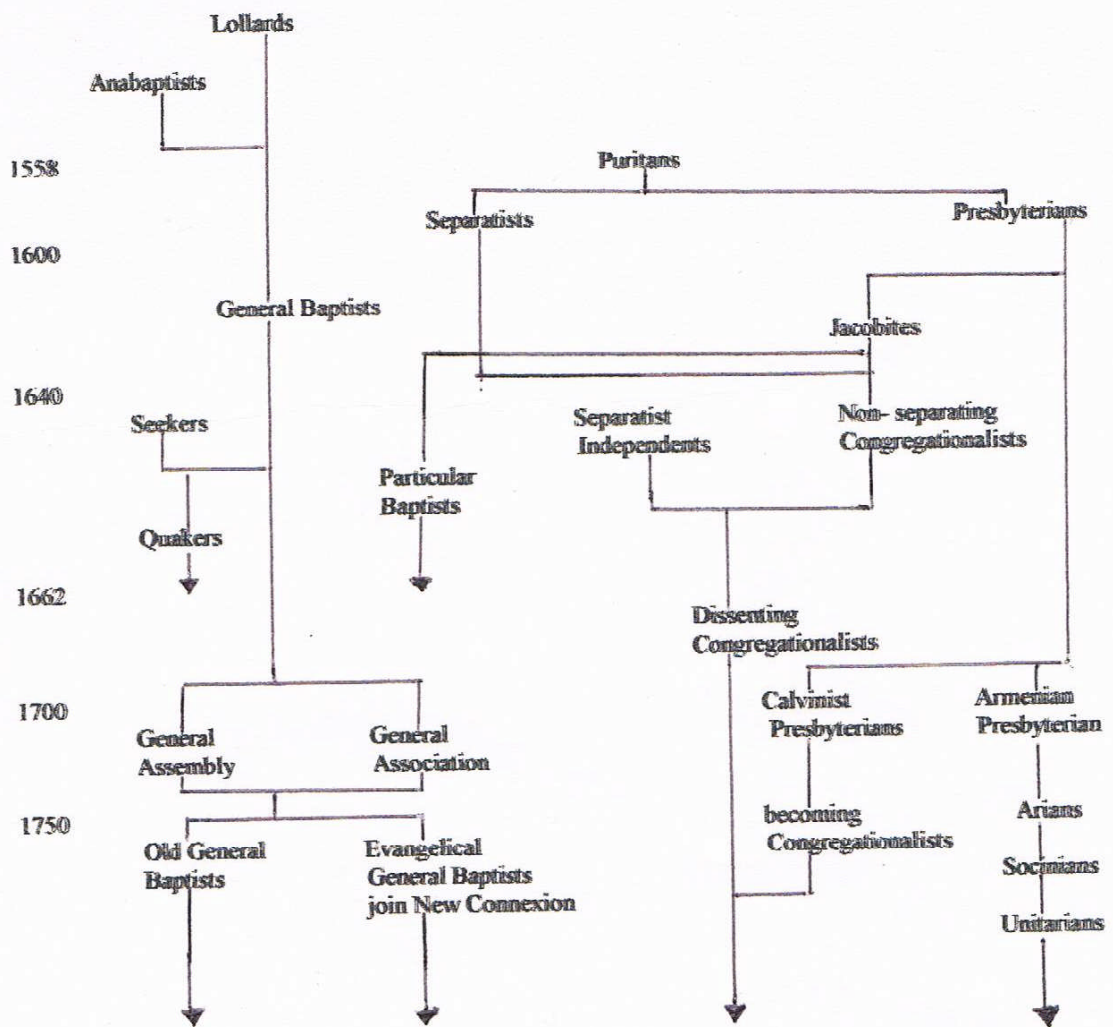 Lollards
Anabaptists
1558
Puritans
Separatists
Presbyterians
1600
General Baptists
Jacobites
1640
Seekers
Separatist
Independents
Non- separating
Congregationalists
Particular
Baptists
Quakers
1662
Dissenting
Congregationalists
1700
General
Assembly
General
Association
Calvinist
Presbyterians
Armenian
Presbyterian
1750
Old General
Baptists
Evangelical
General Baptists
join New Connexion
becoming
Congregationalists
Arians
Socinians
Unitarians